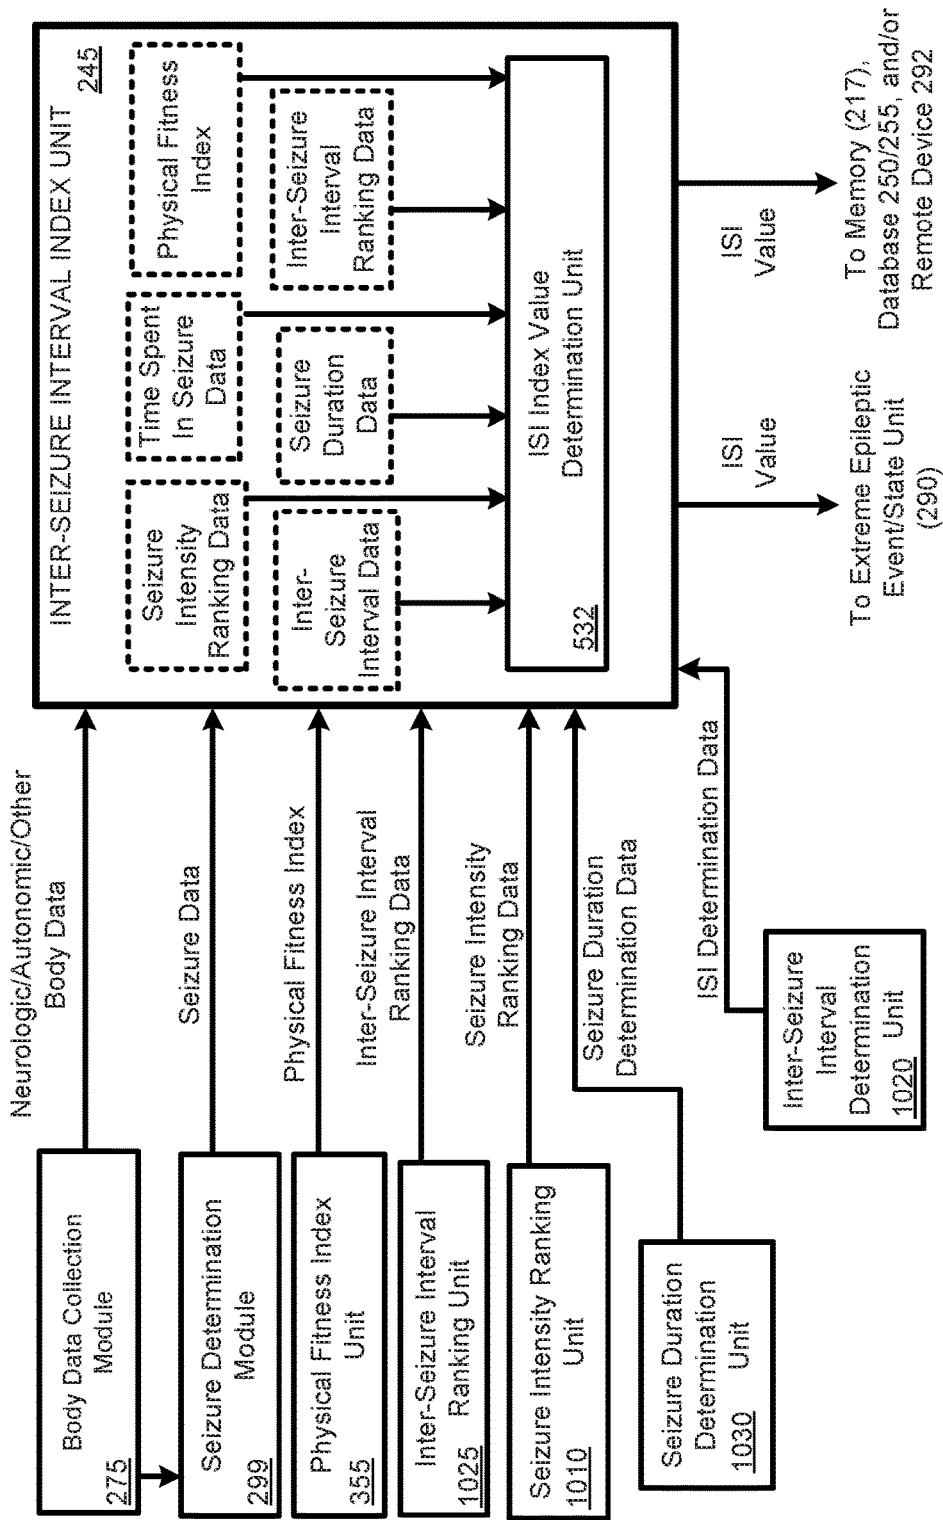 Body Data Collection
Module
275
Seizure Determination
Module
299
Physical Fitness Index
Unit
355
Inter-Seizure Interval
Ranking Unit
1025
Seizure Intensity Ranking
Unit
1010
Seizure Duration
Determination
Unit
1030
Inter-Seizure
Interval
Determination
Unit
1020
Neurologic/Autonomic/Other
Body Data
Seizure Data
Physical Fitness Index
Inter-Seizure Interval
Ranking Data
Seizure Intensity
Ranking Data
Seizure Duration
Determination Data
ISI Determination Data
INTER-SEIZURE INTERVAL INDEX UNIT
245
Seizure
Intensity
Ranking Data
Time Spent
In Seizure
Data
Physical Fitness
Index
Inter-
Seizure
Interval Data
Seizure
Duration
Data
Inter-Seizure
Interval
Ranking Data
ISI Index Value
Determination Unit
532
ISI
Value
ISI
Value
To Extreme Epileptic
Event/State Unit
(290)
To Memory (217),
Database 250/255, and/or
Remote Device 292